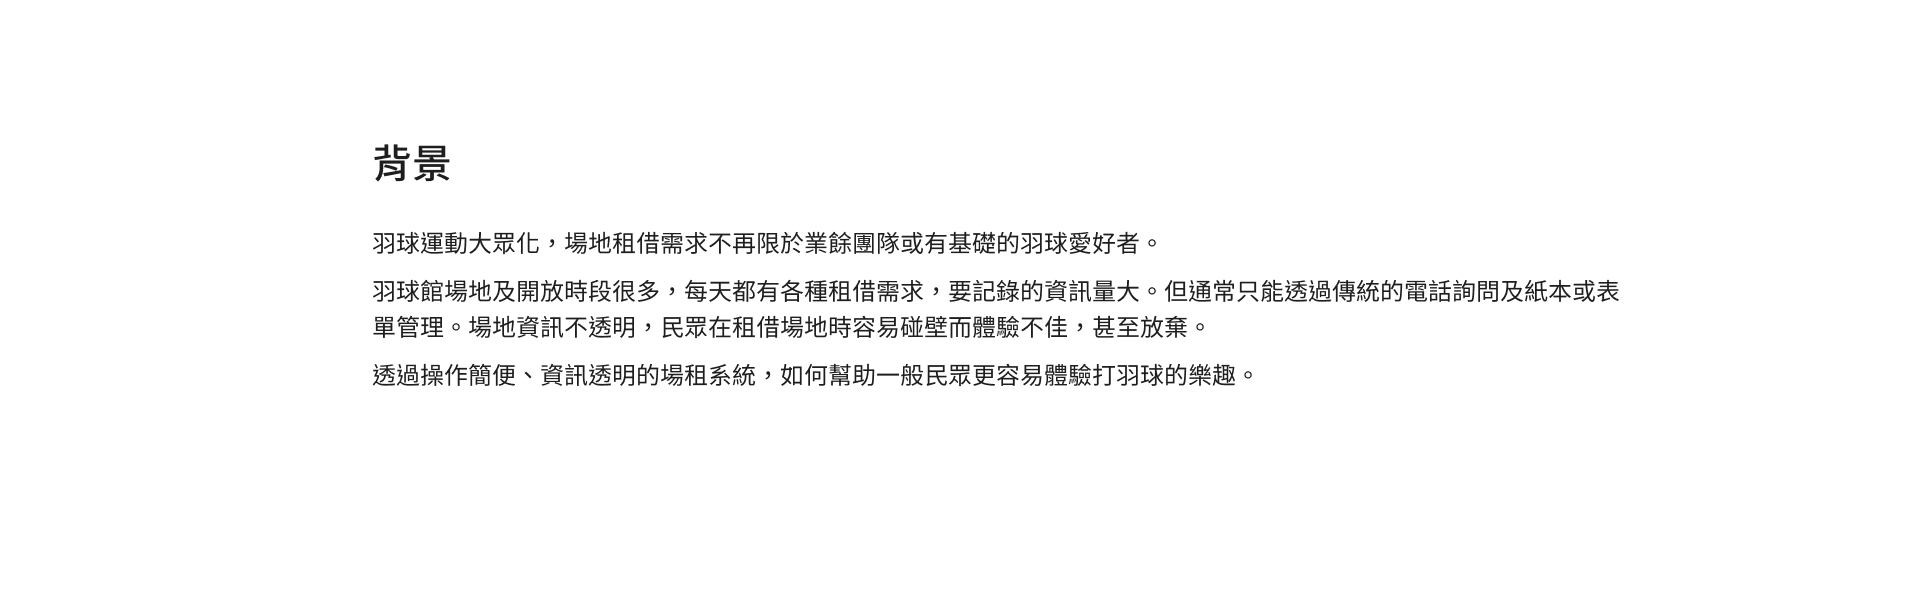 背景
羽球運動大眾化，場地租借需求不再限於業餘團隊或有基礎的羽球愛好者。
羽球館場地及開放時段很多，每天都有各種租借需求，要記錄的資訊量大。但通常只能透過傳統的電話詢問及紙本或表
單管理。場地資訊不透明，民眾在租借場地時容易碰壁而體驗不佳，甚至放棄。
透過操作簡便、資訊透明的場租系統，如何幫助一般民眾更容易體驗打羽球的樂趣。